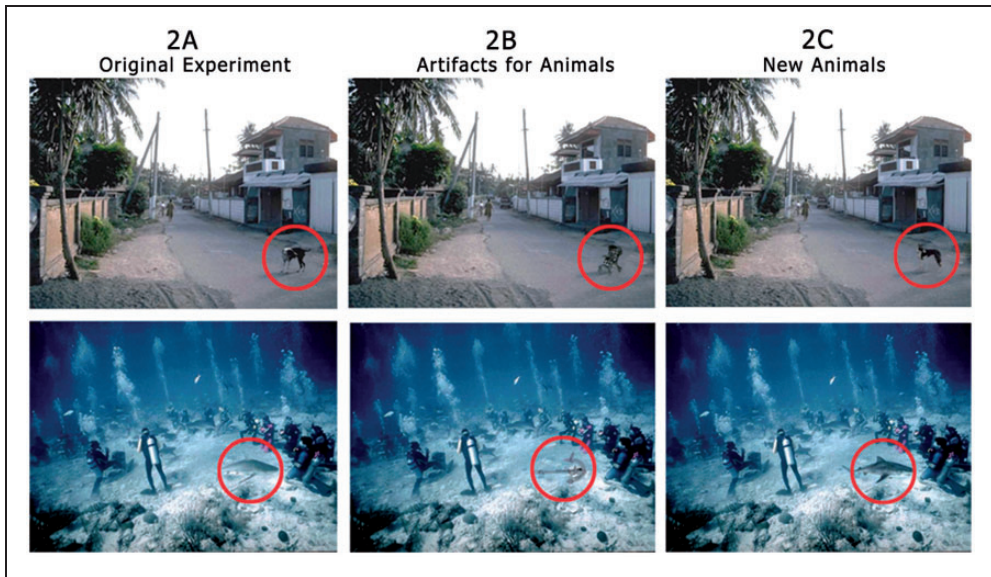 2A
Original Experiment
2B
Artifacts for Animals
2C
New Animals